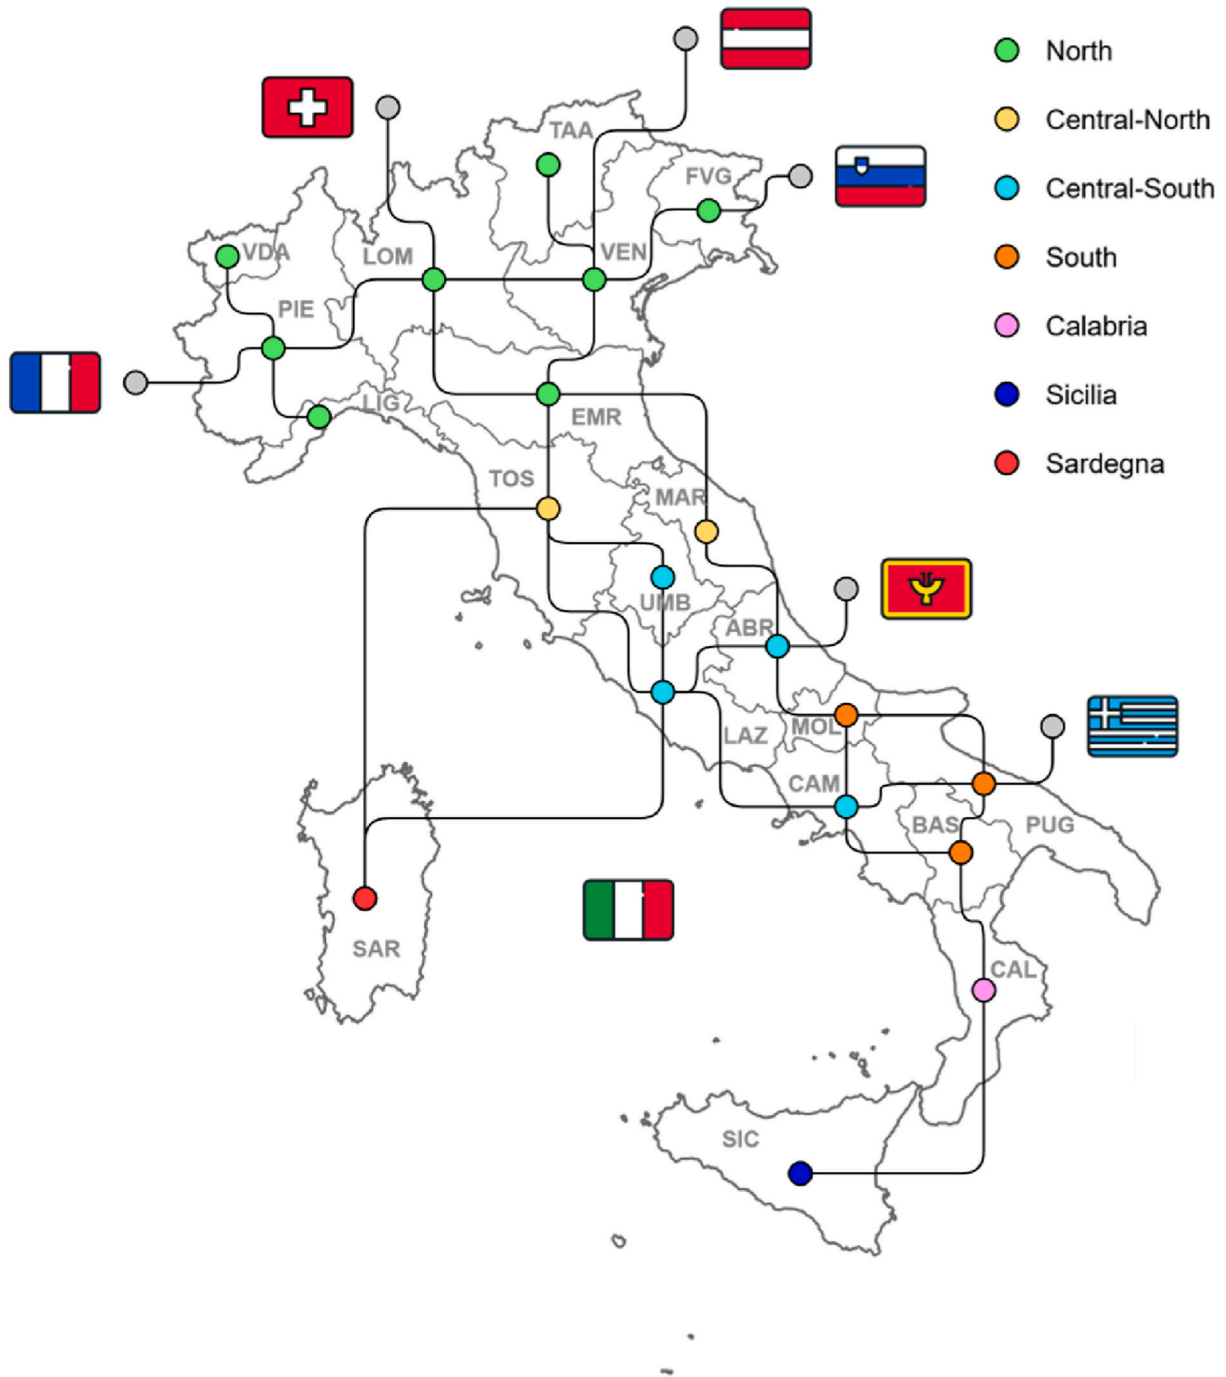 North
Central-North
Central-South
South
Calabria
Sicilia
Sardegna
TAA
FVG
VDA
LOM
VEN
PIE
LIG
EMR
TOS
MAR
UMB
ABR
LAZ
MOL
CAM
BAS
PUG
SAR
CAL
SIC